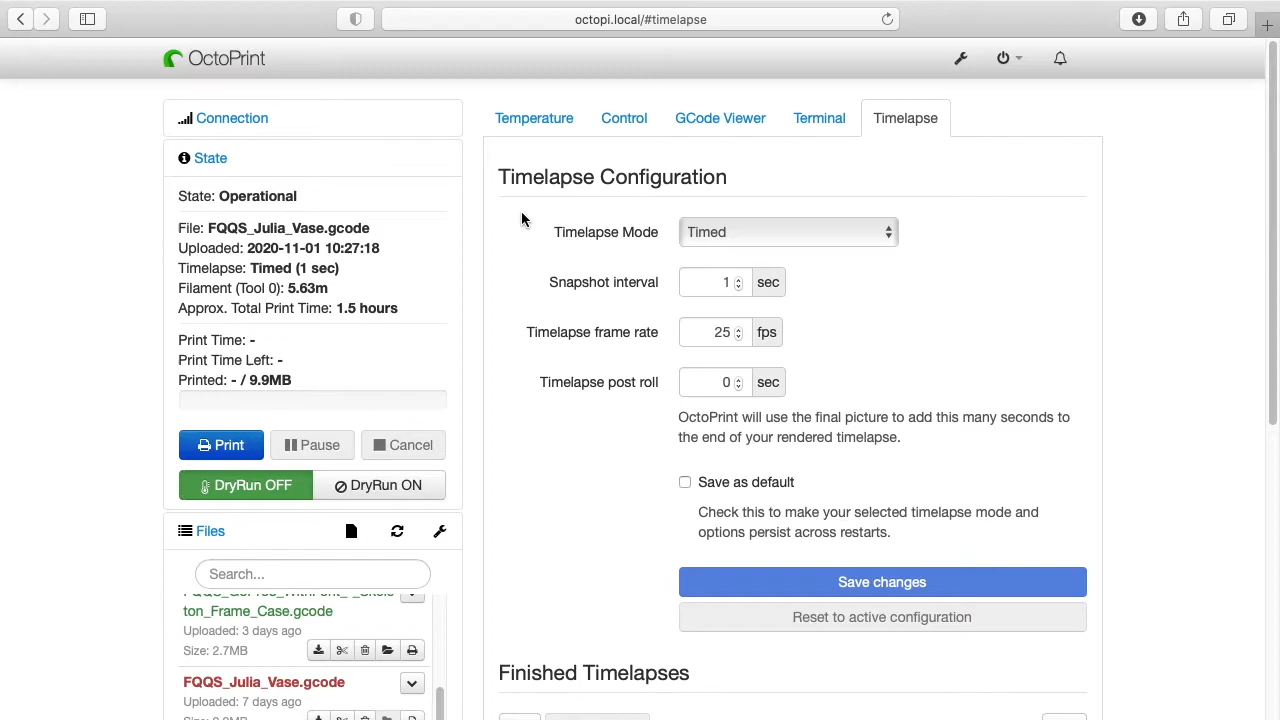 octopi.local/#timelapse
OctoPrint
Connection
Temperature
Control
GCode Viewer
Terminal
Timelapse
State
State: Operational
File: FQQS_Julia_Vase.gcode
Uploaded: 2020-11-01 10:27:18
Timelapse: Timed (1 sec)
Filament (Tool 0): 5.63m
Approx. Total Print Time: 1.5 hours
Print Time: -
Print Time Left: -
Printed: - / 9.9MB
Print
Pause
Cancel
DryRun OFF
DryRun ON
Files
Search...
ton_Frame_Case.gcode
Uploaded: 3 days ago
Size: 2.7MB
FQQS_Julia_Vase.gcode
Uploaded: 7 days ago
Timelapse Configuration
Timelapse Mode
Timed
Snapshot interval
1 sec
Timelapse frame rate
25 fps
Timelapse post roll
0 sec
OctoPrint will use the final picture to add this many seconds to
the end of your rendered timelapse.
Save as default
Check this to make your selected timelapse mode and
options persist across restarts.
Save changes
Reset to active configuration
Finished Timelapses